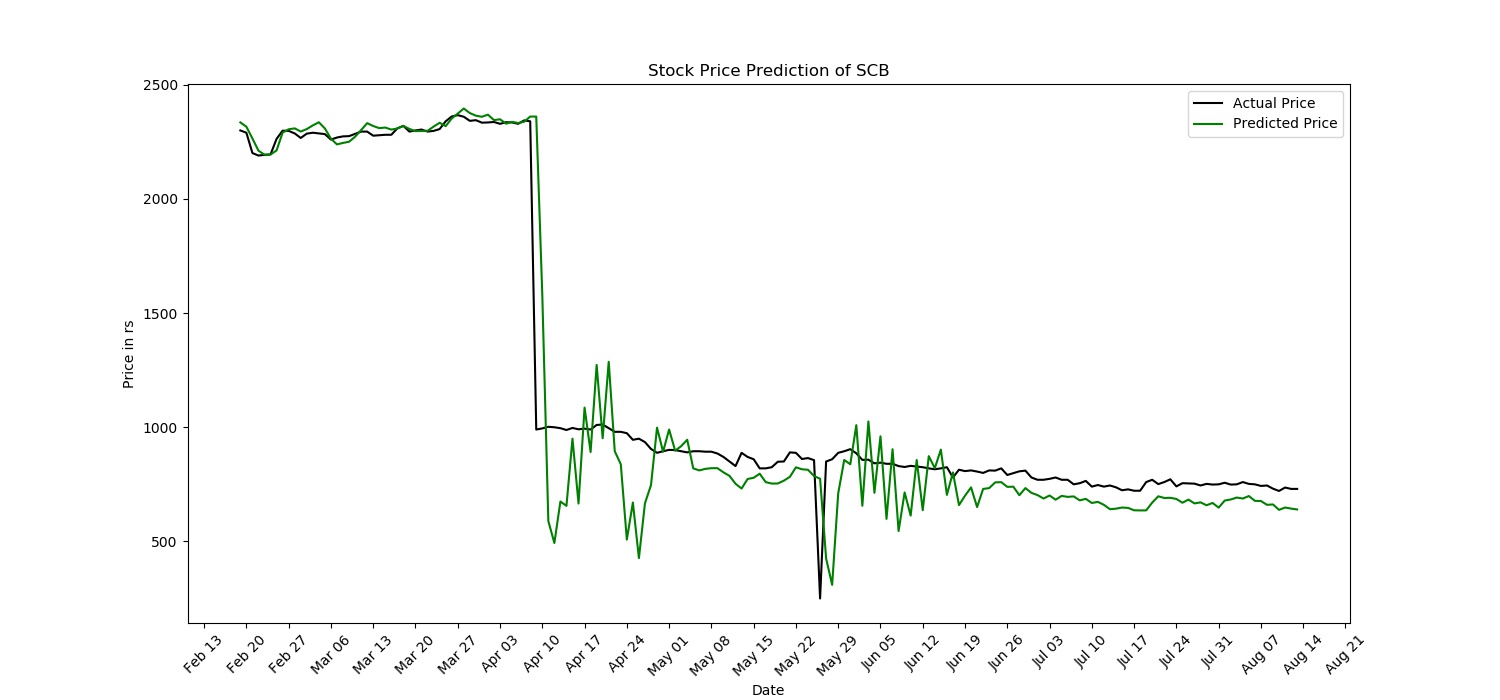 Stock Price Prediction of SCB
Actual Price
Predicted Price
Price in rs
2500
2000
1500
1000
500
Feb 13
Feb 20
Feb 27
Mar 06
Mar 13
Mar 20
Mar 27
Apr 03
Apr 10
Apr 17
Apr 24
May 01
May 08
May 15
May 22
May 29
Jun 05
Jun 12
Jun 19
Jun 26
Jul 03
Jul 10
Jul 17
Jul 24
Jul 31
Aug 07
Aug 14
Aug 21
Date